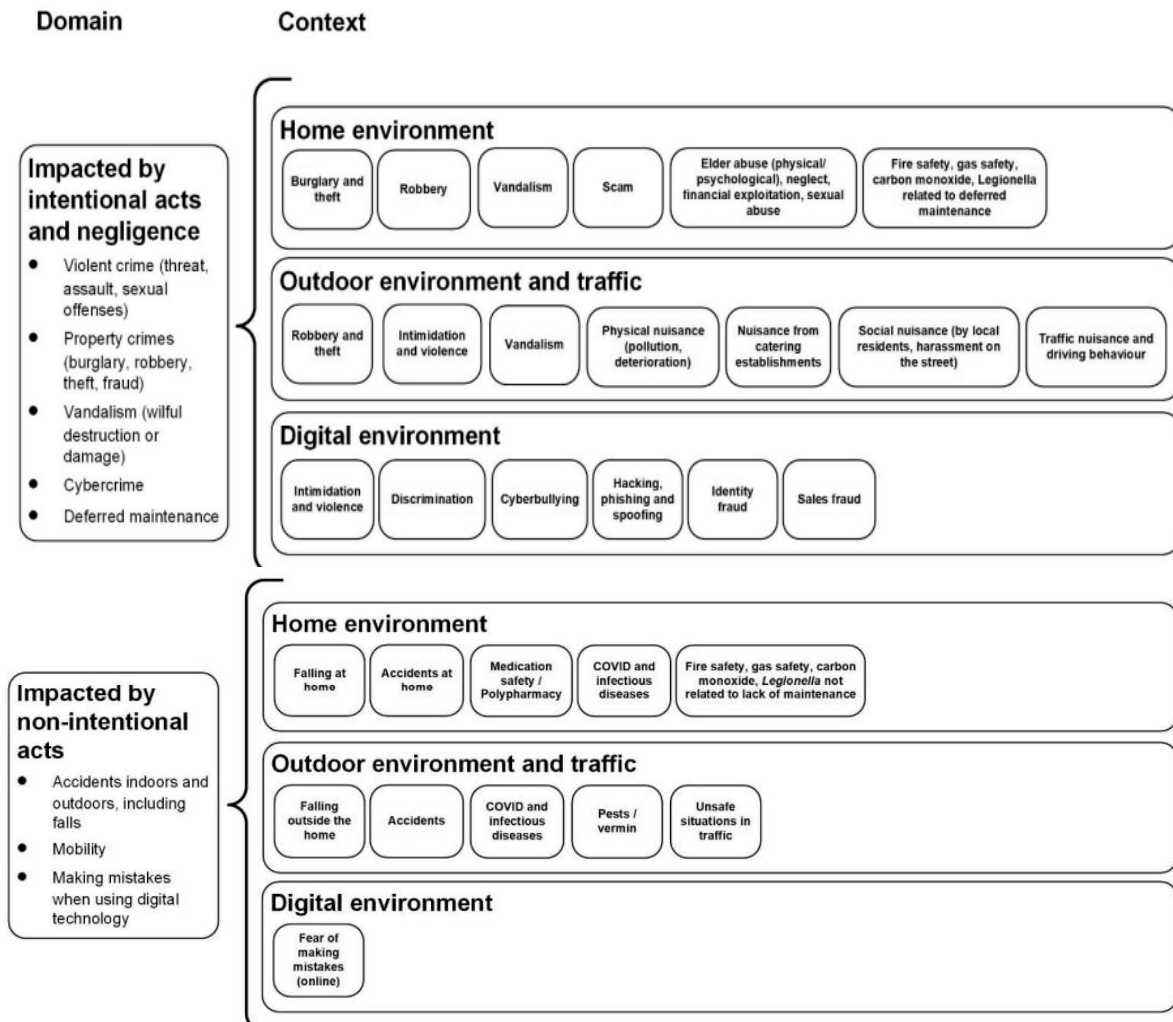 Domain
Context
Impacted by
intentional acts
and negligence
● Violent crime (threat,
assault, sexual
offenses)
● Property crimes
(burglary, robbery,
theft, fraud)
● Vandalism (wilful
destruction or
damage)
● Cybercrime
● Deferred maintenance
Home environment
Burglary and
theft
Robbery
Vandalism
Scam
Elder abuse (physical/
psychological), neglect,
financial exploitation, sexual
abuse
Fire safety, gas safety,
carbon monoxide, Legionella
related to deferred
maintenance
Outdoor environment and traffic
Robbery and
theft
Intimidation
and violence
Vandalism
Physical nuisance
(pollution,
deterioration)
Nuisance from
catering
establishments
Social nuisance (by local
residents, harassment on
the street)
Traffic nuisance and
driving behaviour
Digital environment
Intimidation
and violence
Discrimination
Cyberbullying
Hacking,
phishing and
spoofing
Identity
fraud
Sales fraud
Impacted by
non-intentional
acts
● Accidents indoors and
outdoors, including
falls
● Mobility
● Making mistakes
when using digital
technology
Home environment
Falling at
home
Accidents at
home
Medication
safety /
Polypharmacy
COVID and
infectious
diseases
Fire safety, gas safety, carbon
monoxide, Legionella not
related to lack of maintenance
Outdoor environment and traffic
Falling
outside the
home
Accidents
COVID and
infectious
diseases
Pests /
vermin
Unsafe
situations in
traffic
Digital environment
Fear of
making
mistakes
(online)